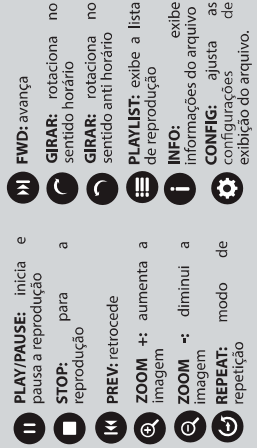 PLAY/PAUSE: inicia e
pausa a reprodução
STOP: para a
reprodução
PREV: retrocede
ZOOM +: aumenta a
imagem
ZOOM -: diminui a
imagem
REPEAT: modo de
repetição
FWD: avança
GIRAR: rotaciona no
sentido horário
GIRAR: rotaciona no
sentido anti horário
PLAYLIST: exibe a lista
de reprodução
INFO: exibe
informações do arquivo
CONFIG: ajusta as
configurações de
exibição do arquivo.